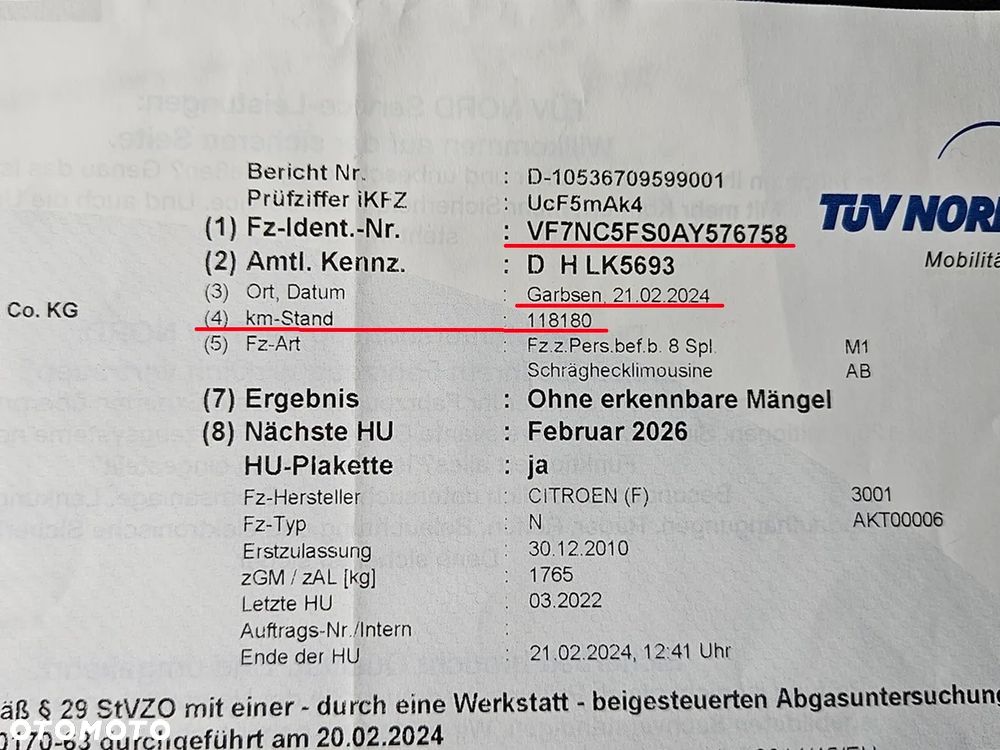 Bericht Nr. : D-10536709599001
Prüfziffer iKFZ : UcF5mAk4
(1) Fz-Ident.-Nr. : VF7NC5FS0AY576758
TÜV NOR
(2) Amtl. Kennz. : D H LK5693
Mobilitä
(3) Ort, Datum : Garbsen, 21.02.2024
Co. KG
(4) km-Stand : 118180
(5) Fz-Art : Fz.z.Pers.bef.b. 8 Spl. M1
Schräghecklimousine AB
(7) Ergebnis : Ohne erkennbare Mängel
(8) Nächste HU : Februar 2026
HU-Plakette : ja
Fz-Hersteller : CITROEN (F) 3001
Fz-Typ : N AKT00006
Erstzulassung : 30.12.2010
zGM / zAL [kg] : 1765
Letzte HU : 03.2022
Auftrags-Nr./Intern :
Ende der HU : 21.02.2024, 12:41 Uhr
äß § 29 StVZO mit einer - durch eine Werkstatt - beigesteuerten Abgasuntersuchung
0170-63 durchgeführt am 20.02.2024
OTOMOTO